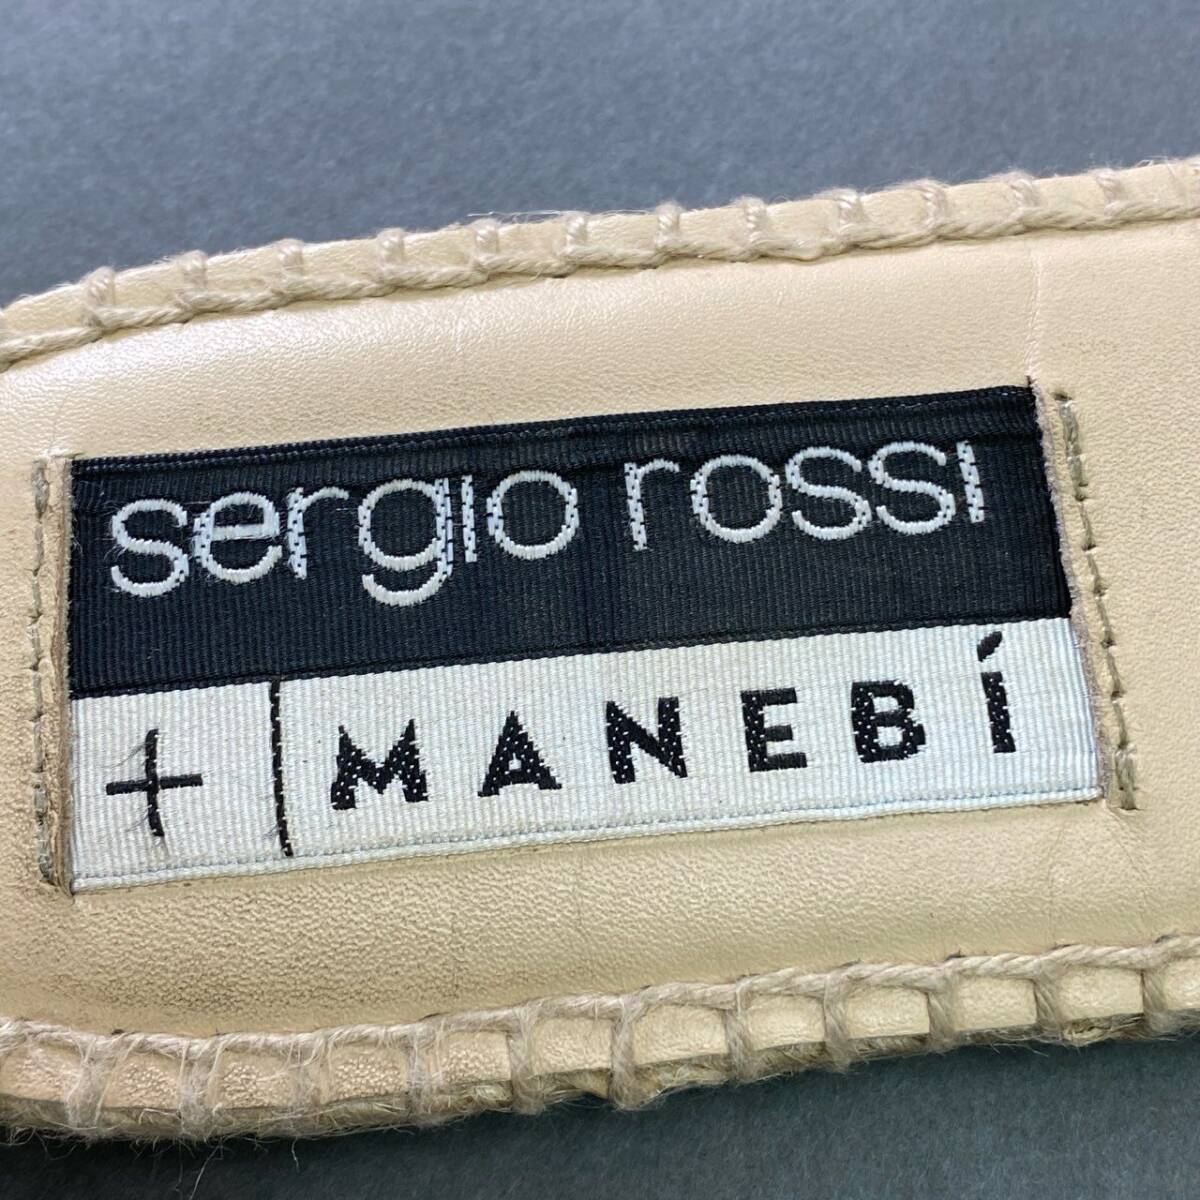 sergio rossi
+ | MANEBÍ